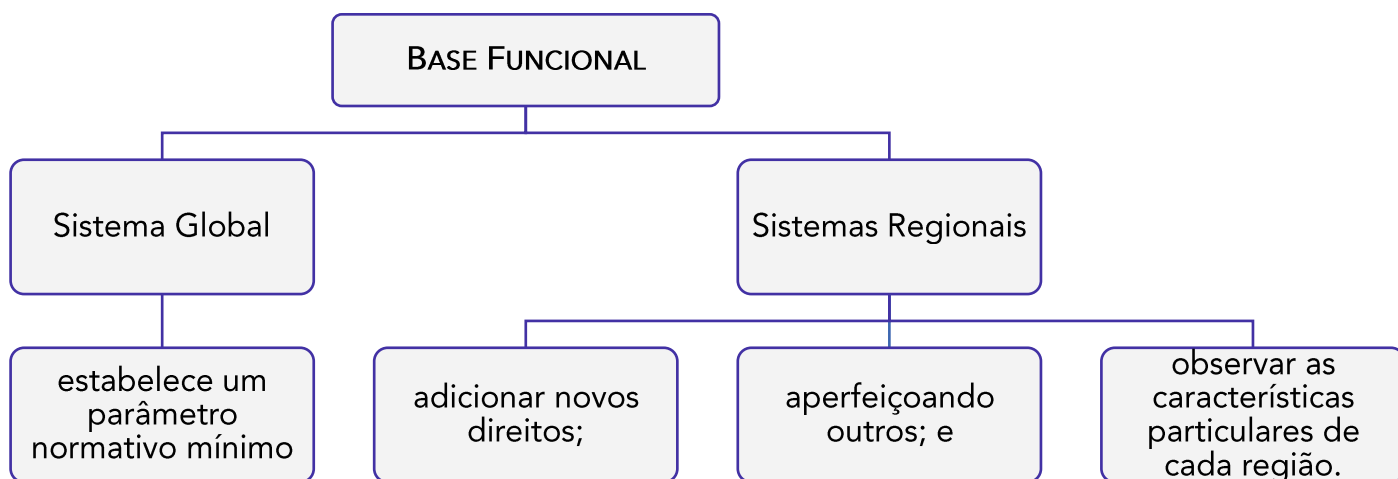 BASE FUNCIONAL
Sistema Global
Sistemas Regionais
estabelece um
parâmetro
normativo mínimo
adicionar novos
direitos;
aperfeiçoando
outros; e
observar as
características
particulares de
cada região.